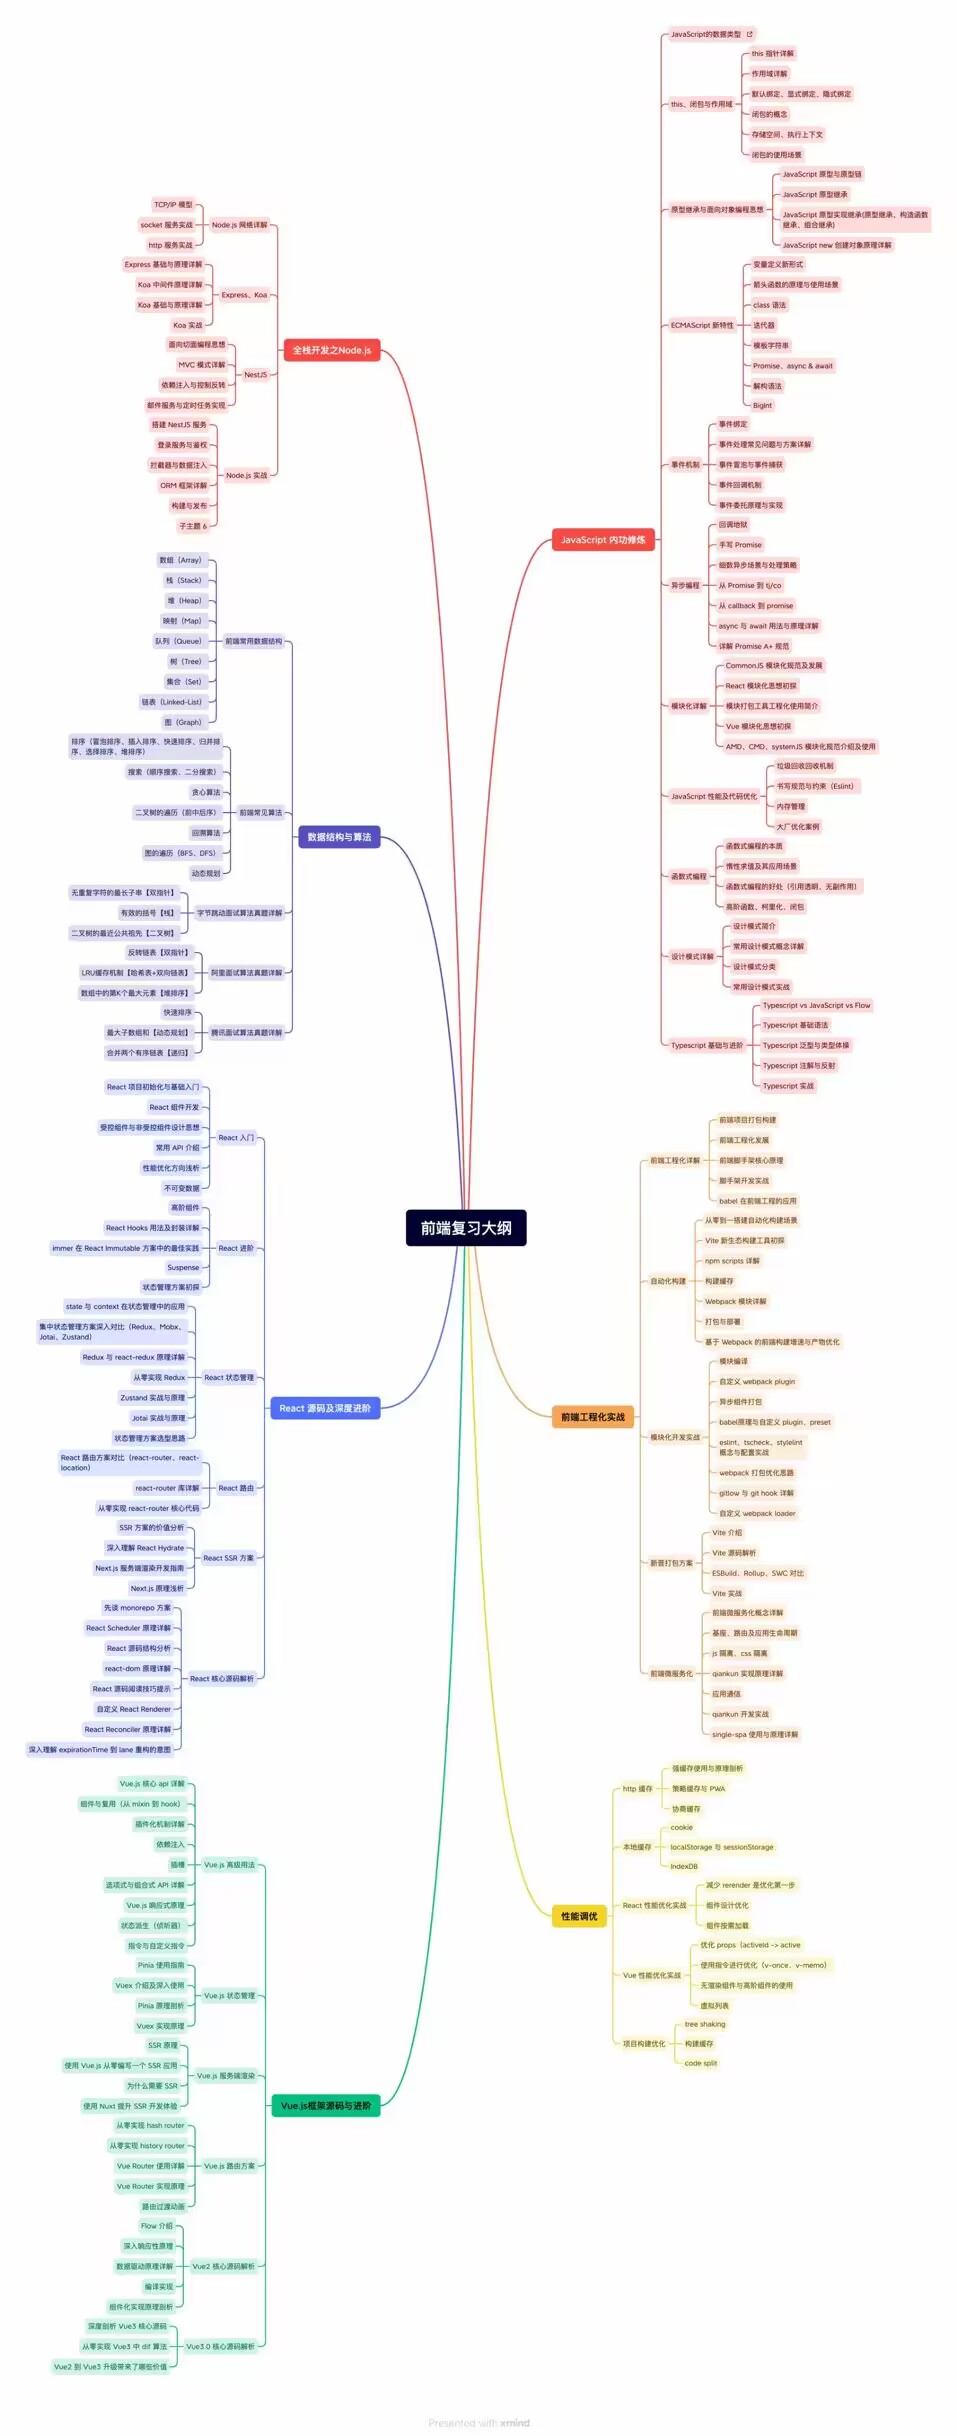 前端复习大纲
JavaScript 内功修炼
JavaScript的数据类型
this、闭包与作用域
this 指针详解
作用域详解
默认绑定、显式绑定、隐式绑定
闭包的概念
存储空间、执行上下文
闭包的使用场景
原型继承与面向对象编程思想
JavaScript 原型与原型链
JavaScript 原型继承
JavaScript 原型实现继承(原型继承、构造函数
继承、组合继承)
JavaScript new 创建对象原理详解
ECMAScript 新特性
变量定义新形式
箭头函数的原理与使用场景
class 语法
迭代器
模板字符串
Promise、async & await
解构语法
BigInt
事件机制
事件绑定
事件处理常见问题与方案详解
事件冒泡与事件捕获
事件回调机制
事件委托原理与实现
异步编程
回调地狱
手写 Promise
细数异步场景与处理策略
从 Promise 到 tj/co
从 callback 到 promise
async 与 await 用法与原理详解
详解 Promise A+ 规范
模块化详解
CommonJS 模块化规范及发展
React 模块化思想初探
模块打包工具工程化使用简介
Vue 模块化思想初探
AMD、CMD、systemJS 模块化规范介绍及使用
JavaScript 性能及代码优化
垃圾回收回收机制
书写规范与约束（Eslint）
内存管理
大厂优化案例
函数式编程
函数式编程的本质
惰性求值及其应用场景
函数式编程的好处（引用透明、无副作用）
高阶函数、柯里化、闭包
设计模式详解
设计模式简介
常用设计模式概念详解
设计模式分类
常用设计模式实战
Typescript 基础与进阶
Typescript vs JavaScript vs Flow
Typescript 基础语法
Typescript 泛型与类型体操
Typescript 注解与反射
Typescript 实战
前端工程化实战
前端工程化详解
前端项目打包构建
前端工程化发展
前端脚手架核心原理
脚手架开发实战
babel 在前端工程的应用
自动化构建
从零到一搭建自动化构建场景
Vite 新生态构建工具初探
npm scripts 详解
构建缓存
Webpack 模块详解
打包与部署
基于 Webpack 的前端构建增速与产物优化
模块化开发实战
模块编译
自定义 webpack plugin
异步组件打包
babel原理与自定义 plugin、preset
eslint、tscheck、stylelint
概念与配置实战
webpack 打包优化思路
gitlow 与 git hook 详解
自定义 webpack loader
新晋打包方案
Vite 介绍
Vite 源码解析
ESBuild、Rollup、SWC 对比
Vite 实战
前端微服务化
前端微服务化概念详解
基座、路由及应用生命周期
js 隔离、css 隔离
qiankun 实现原理详解
应用通信
qiankun 开发实战
single-spa 使用与原理详解
性能调优
http 缓存
强缓存使用与原理剖析
策略缓存与 PWA
协商缓存
本地缓存
cookie
localStorage 与 sessionStorage
IndexDB
React 性能优化实战
减少 rerender 是优化第一步
组件设计优化
组件按需加载
Vue 性能优化实战
优化 props（activeId -> active
使用指令进行优化（v-once、v-memo）
无渲染组件与高阶组件的使用
虚拟列表
项目构建优化
tree shaking
构建缓存
code split
全栈开发之Node.js
Node.js 网络详解
TCP/IP 模型
socket 服务实战
http 服务实战
Express、Koa
Express 基础与原理详解
Koa 中间件原理详解
Koa 基础与原理详解
Koa 实战
NestJS
面向切面编程思想
MVC 模式详解
依赖注入与控制反转
邮件服务与定时任务实现
Node.js 实战
搭建 NestJS 服务
登录服务与鉴权
拦截器与数据注入
ORM 框架详解
构建与发布
子主题 6
数据结构与算法
前端常用数据结构
数组（Array）
栈（Stack）
堆（Heap）
映射（Map）
队列（Queue）
树（Tree）
集合（Set）
链表（Linked-List）
图（Graph）
前端常见算法
排序（冒泡排序、插入排序、快速排序、归并排
序、选择排序、堆排序）
搜索（顺序搜索、二分搜索）
贪心算法
二叉树的遍历（前中后序）
回溯算法
图的遍历（BFS、DFS）
动态规划
字节跳动面试算法真题详解
无重复字符的最长子串【双指针】
有效的括号【栈】
二叉树的最近公共祖先【二叉树】
阿里面试算法真题详解
反转链表【双指针】
LRU缓存机制【哈希表+双向链表】
数组中的第K个最大元素【堆排序】
腾讯面试算法真题详解
快速排序
最大子数组和【动态规划】
合并两个有序链表【递归】
React 源码及深度进阶
React 入门
React 项目初始化与基础入门
React 组件开发
受控组件与非受控组件设计思想
常用 API 介绍
性能优化方向浅析
不可变数据
React 进阶
高阶组件
React Hooks 用法及封装详解
immer 在 React Immutable 方案中的最佳实践
Suspense
状态管理方案初探
React 状态管理
state 与 context 在状态管理中的应用
集中状态管理方案深入对比（Redux、Mobx、
Jotai、Zustand）
Redux 与 react-redux 原理详解
从零实现 Redux
Zustand 实战与原理
Jotai 实战与原理
状态管理方案选型思路
React 路由
React 路由方案对比（react-router、react-
location）
react-router 库详解
从零实现 react-router 核心代码
React SSR 方案
SSR 方案的价值分析
深入理解 React Hydrate
Next.js 服务端渲染开发指南
Next.js 原理浅析
React 核心源码解析
先谈 monorepo 方案
React Scheduler 原理详解
React 源码结构分析
react-dom 原理详解
React 源码阅读技巧提示
自定义 React Renderer
React Reconciler 原理详解
深入理解 expirationTime 到 lane 重构的意图
Vue.js框架源码与进阶
Vue.js 高级用法
Vue.js 核心 api 详解
组件与复用（从 mixin 到 hook）
插件化机制详解
依赖注入
插槽
选项式与组合式 API 详解
Vue.js 响应式原理
状态派生（侦听器）
指令与自定义指令
Vue.js 状态管理
Pinia 使用指南
Vuex 介绍及深入使用
Pinia 原理剖析
Vuex 实现原理
Vue.js 服务端渲染
SSR 原理
使用 Vue.js 从零编写一个 SSR 应用
为什么需要 SSR
使用 Nuxt 提升 SSR 开发体验
Vue.js 路由方案
从零实现 hash router
从零实现 history router
Vue Router 使用详解
Vue Router 实现原理
路由过渡动画
Vue2 核心源码解析
Flow 介绍
深入响应性原理
数据驱动原理详解
编译实现
组件化实现原理剖析
Vue3.0 核心源码解析
深度剖析 Vue3 核心源码
从零实现 Vue3 中 dif 算法
Vue2 到 Vue3 升级带来了哪些价值
Presented with xmind